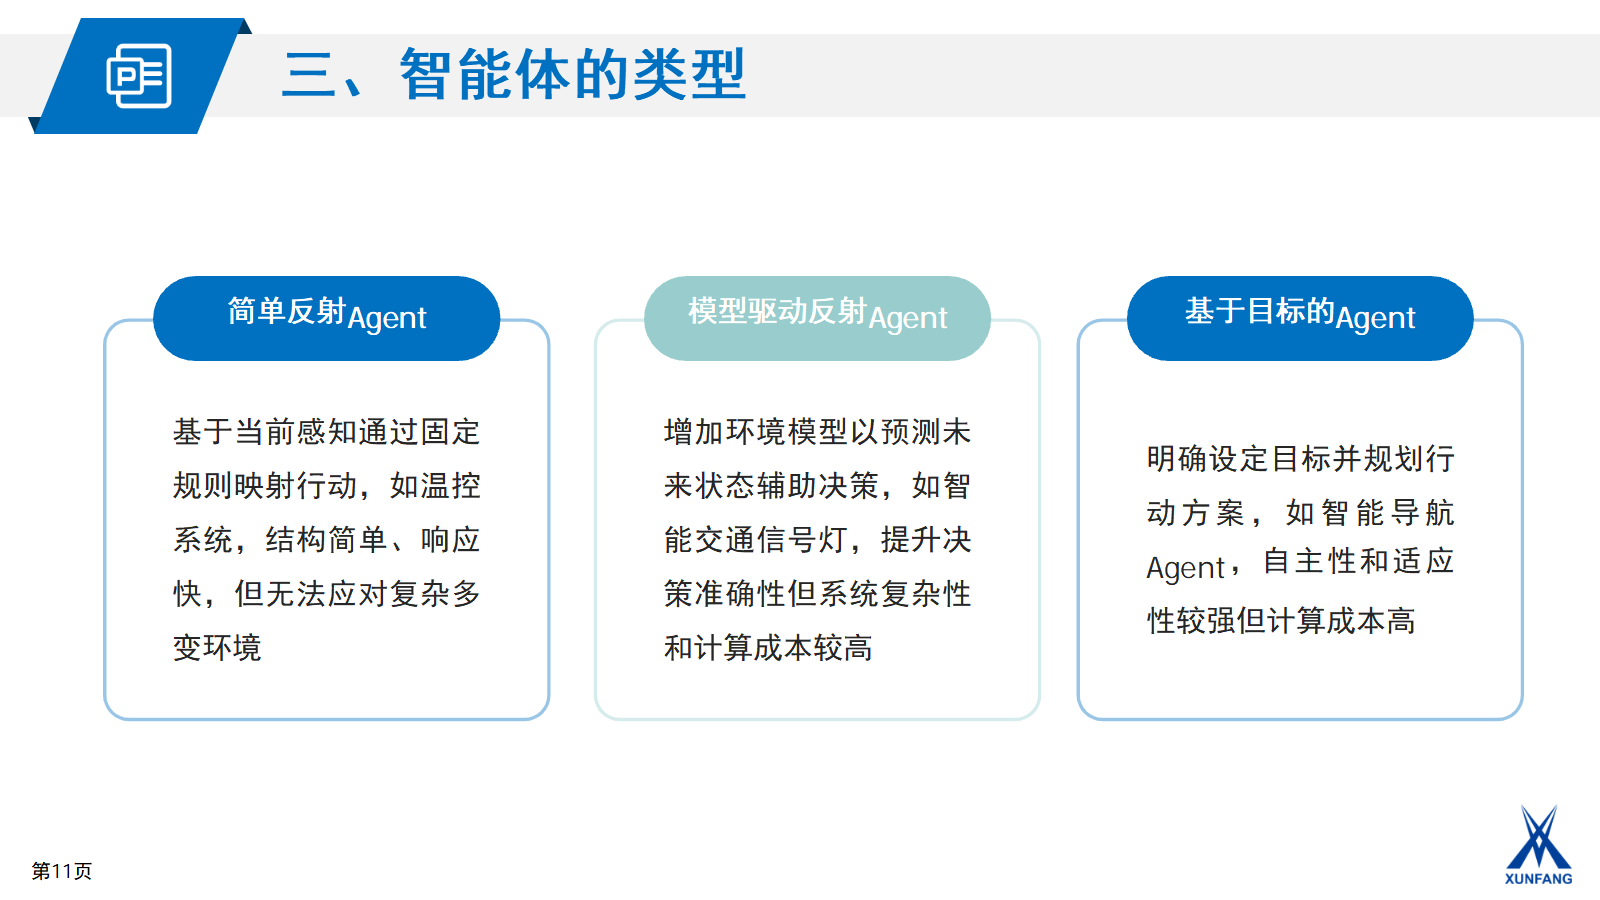 三、智能体的类型
简单反射Agent
基于当前感知通过固定
规则映射行动，如温控
系统，结构简单、响应
快，但无法应对复杂多
变环境
模型驱动反射Agent
增加环境模型以预测未
来状态辅助决策，如智
能交通信号灯，提升决
策准确性但系统复杂性
和计算成本较高
基于目标的Agent
明确设定目标并规划行
动方案，如智能导航
Agent，自主性和适应
性较强但计算成本高
第11页
XUNFANG